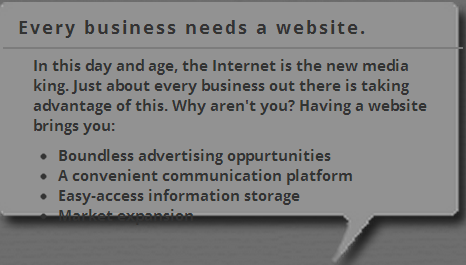 Every business needs a website.
In this day and age, the Internet is the new media
king. Just about every business out there is taking
advantage of this. Why aren't you? Having a website
brings you:
• Boundless advertising oppurtunities
• A convenient communication platform
• Easy-access information storage
• Market expansion